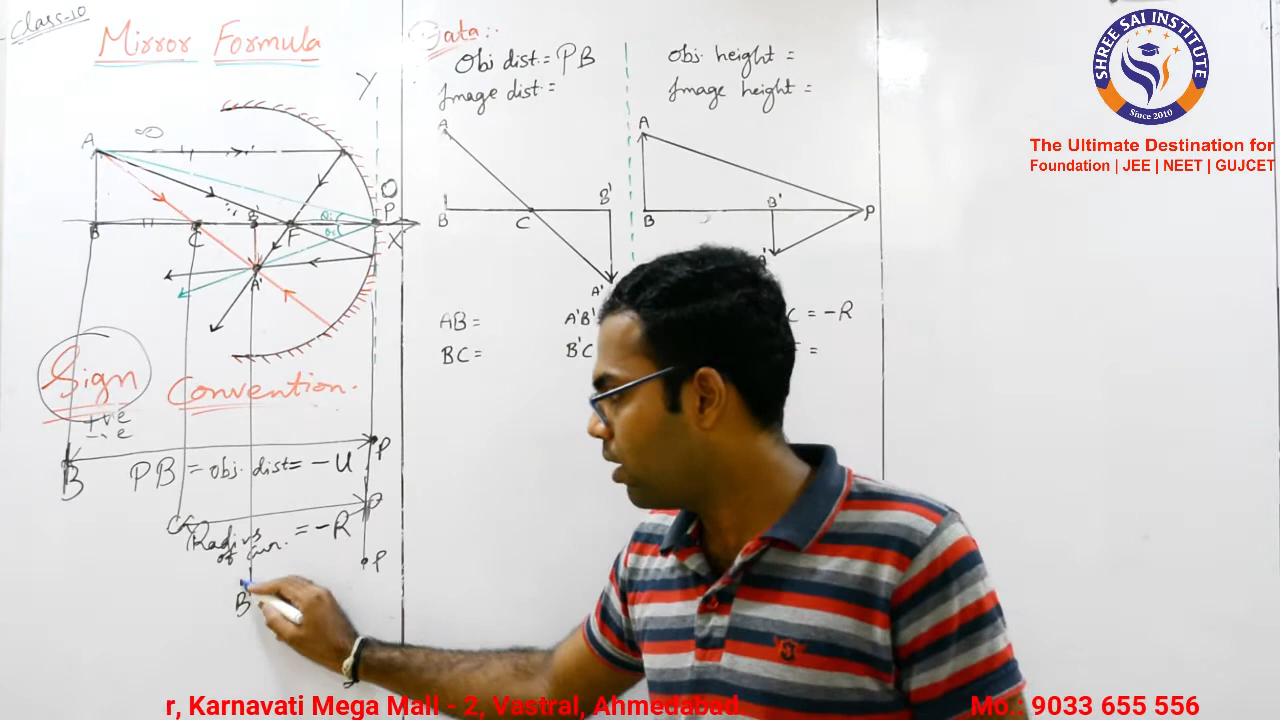 Class-10
Mirror Formula
Data:-
Obj dist. = PB
Image dist. =
Obj. height =
Image height =
SHREE SAI INSTITUTE
Since 2010
The Ultimate Destination for
Foundation | JEE | NEET | GUJCET
Y
A
∞
B
C
B'
F
P
X
A'
A
B
C
B'
A'
A
B
B'
P
A'
AB =
A'B'
C = -R
BC =
B'C
=
Sign Convention.
+ve
-ve
B
P
PB = obj. dist = -u
C
P
Radius of cur. = -R
P
B
r, Karnavati Mega Mall - 2, Vastral, Ahmedabad.
Mo.: 9033 655 556